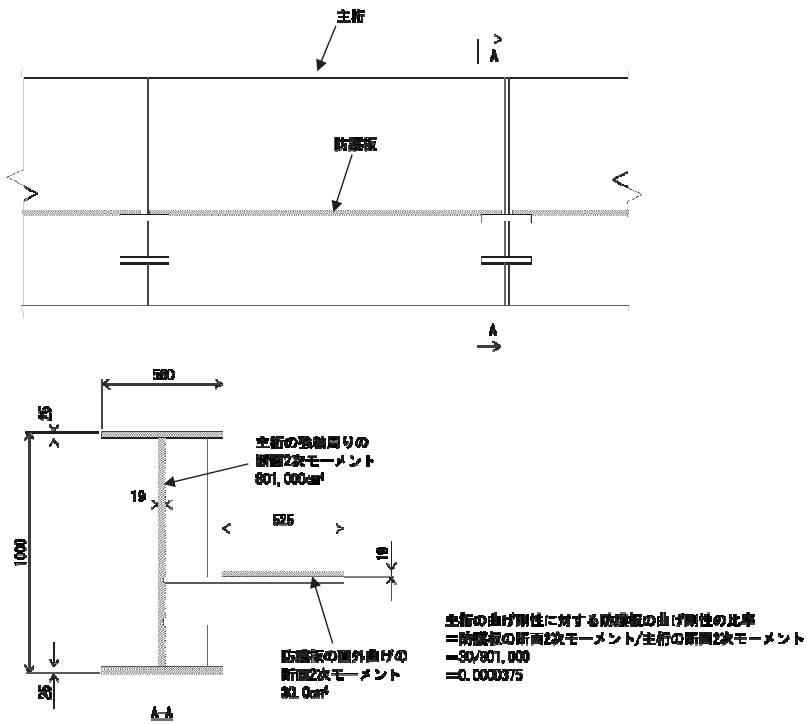 主桁
A
防護板
A
560
25
主桁の強軸周りの
断面2次モーメント
801,000cm⁴
19
525
1000
19
防護板の面外曲げの
断面2次モーメント
30.0cm⁴
25
A-A
主桁の曲げ剛性に対する防護板の曲げ剛性の比率
=防護板の断面2次モーメント/主桁の断面2次モーメント
=30/801,000
=0.0000375